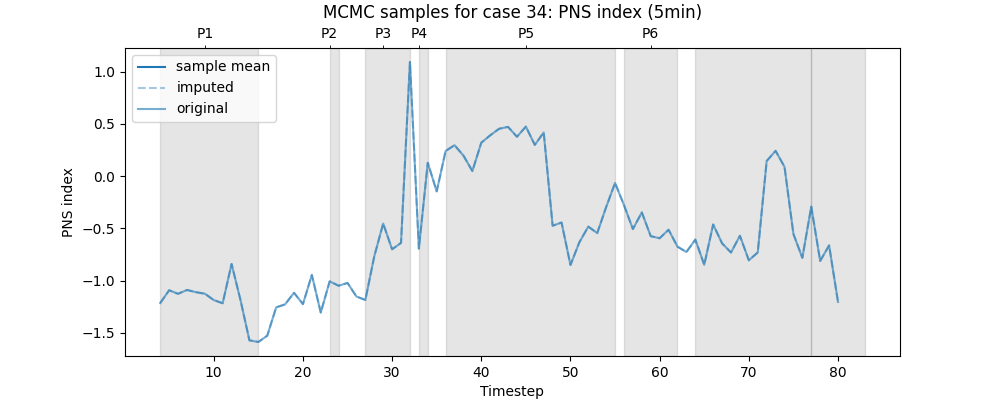 MCMC samples for case 34: PNS index (5min)
P1 P2 P3 P4 P5 P6
sample mean
imputed
original
1.0
0.5
0.0
−0.5
−1.0
−1.5
PNS index
10 20 30 40 50 60 70 80
Timestep